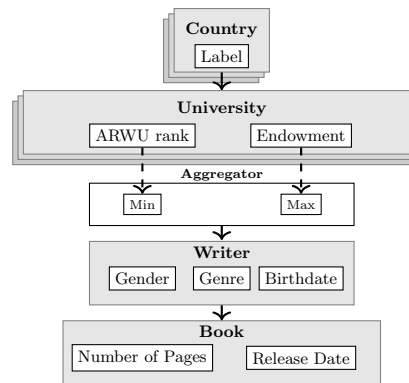 Country
Label
University
ARWU rank Endowment
Aggregator
Min Max
Writer
Gender Genre Birthdate
Book
Number of Pages Release Date